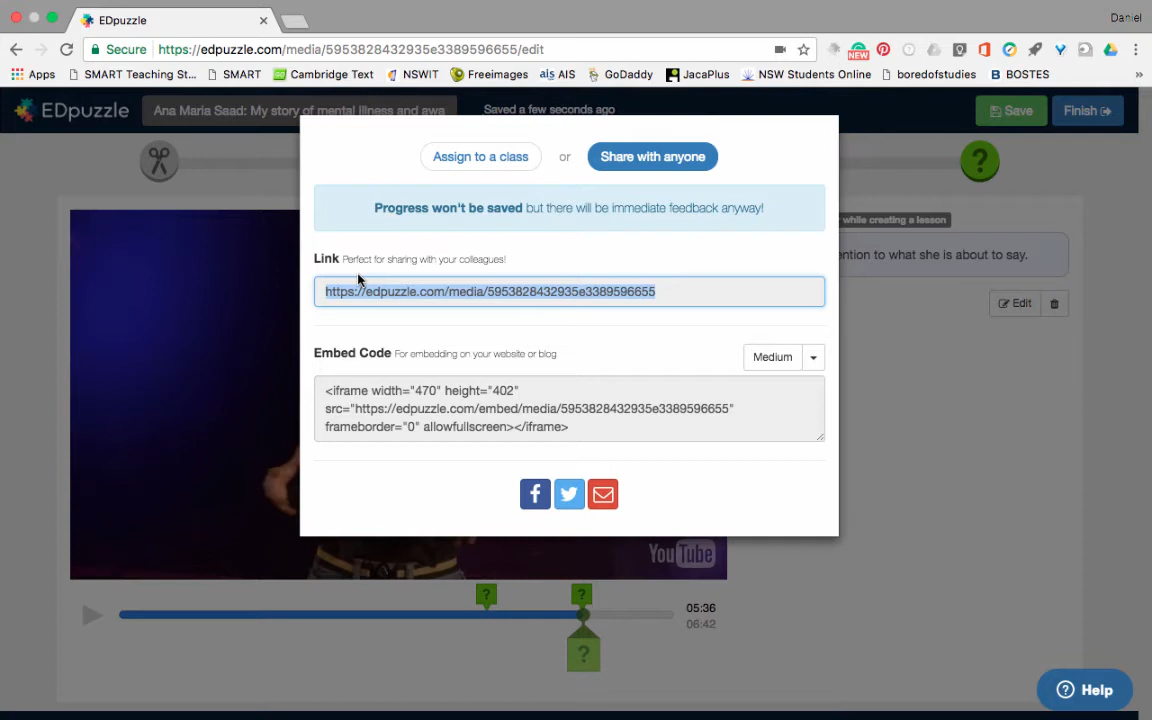 EDpuzzle
Daniel
Secure https://edpuzzle.com/media/5953828432935e3389596655/edit
NEW
Apps SMART Teaching St... SMART Cambridge Text NSWIT Freeimages AIS GoDaddy JacaPlus NSW Students Online boredofstudies B BOSTES »
EDpuzzle Ana Maria Saad: My story of mental illness and awa Saved a few seconds ago Save Finish
Assign to a class or Share with anyone
?
Progress won't be saved but there will be immediate feedback anyway!
while creating a lesson
Link Perfect for sharing with your colleagues!
ention to what she is about to say.
https://edpuzzle.com/media/5953828432935e3389596655
Edit
Embed Code For embedding on your website or blog
Medium
<iframe width="470" height="402"
src="https://edpuzzle.com/embed/media/5953828432935e3389596655"
frameborder="0" allowfullscreen></iframe>
YouTube
? ?
05:36
06:42
?
Help